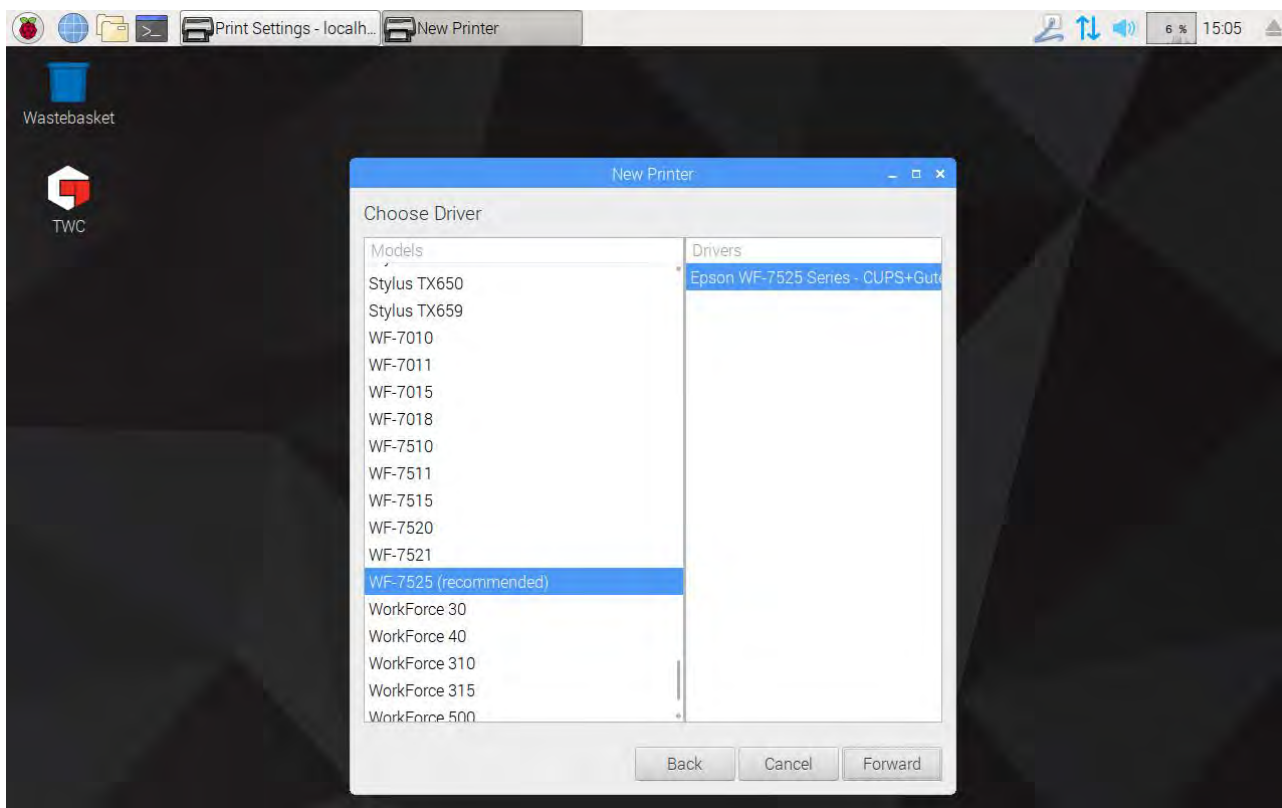 Print Settings - localh...
New Printer
6 %
15:05
Wastebasket
TWC
New Printer
Choose Driver
Models
Drivers
Epson WF-7525 Series - CUPS+Gute
Stylus TX650
Stylus TX659
WF-7010
WF-7011
WF-7015
WF-7018
WF-7510
WF-7511
WF-7515
WF-7520
WF-7521
WF-7525 (recommended)
WorkForce 30
WorkForce 40
WorkForce 310
WorkForce 315
WorkForce 500
Back
Cancel
Forward